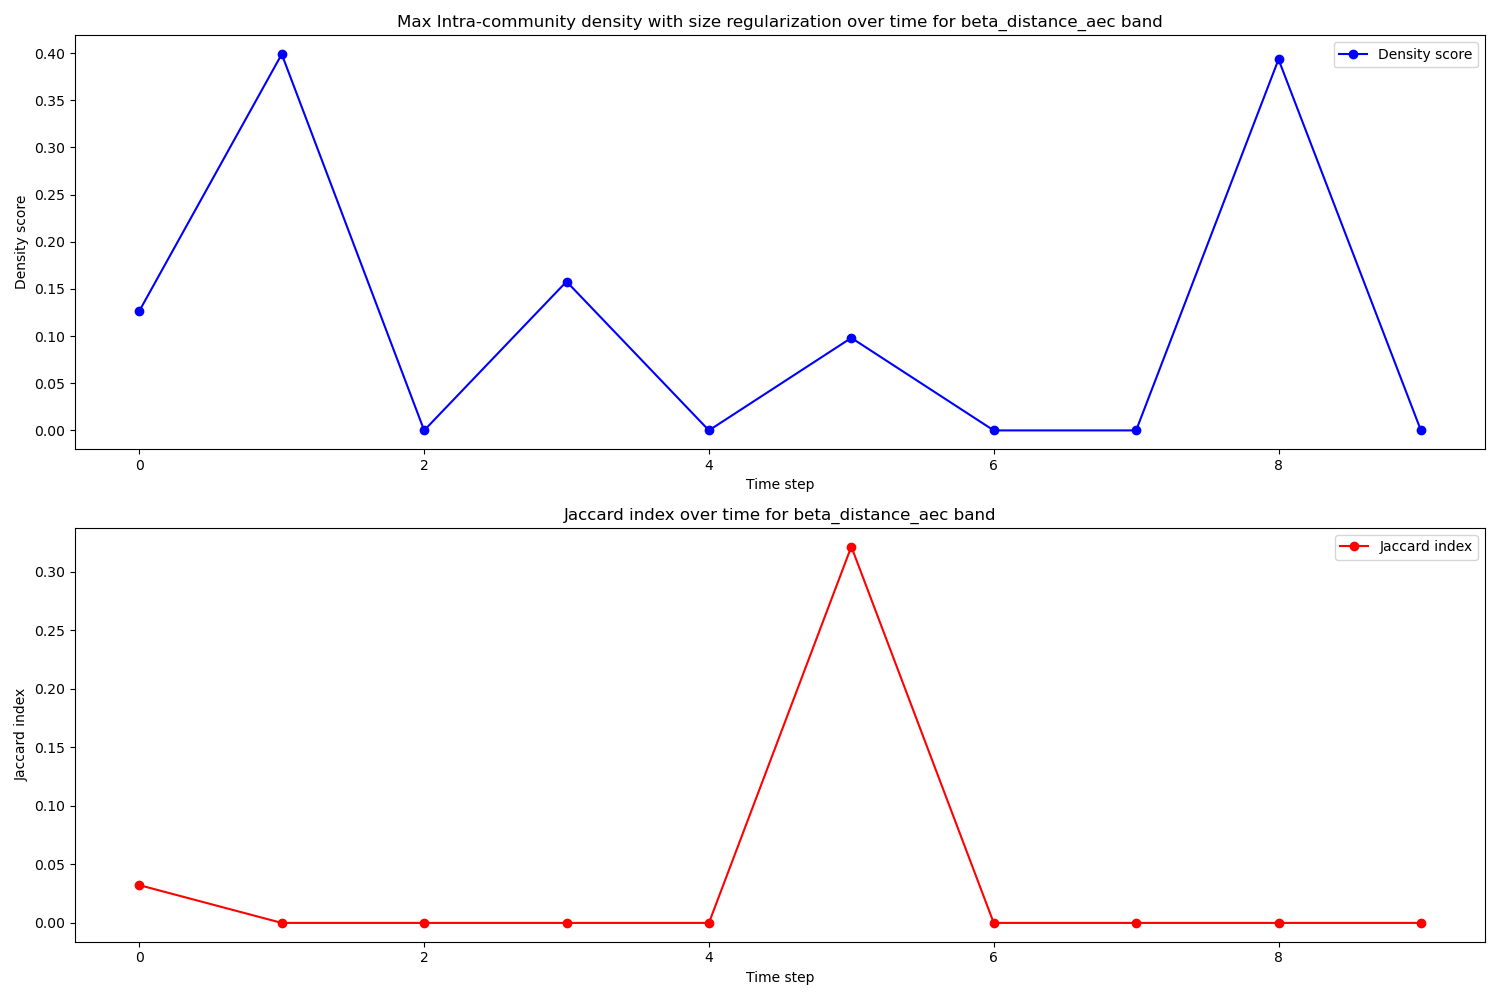 Max Intra-community density with size regularization over time for beta_distance_aec band
Density score
0.40
0.35
0.30
0.25
0.20
0.15
0.10
0.05
0.00
Density score
0 2 4 6 8
Time step
Jaccard index over time for beta_distance_aec band
Jaccard index
0.30
0.25
0.20
0.15
0.10
0.05
0.00
Jaccard index
0 2 4 6 8
Time step